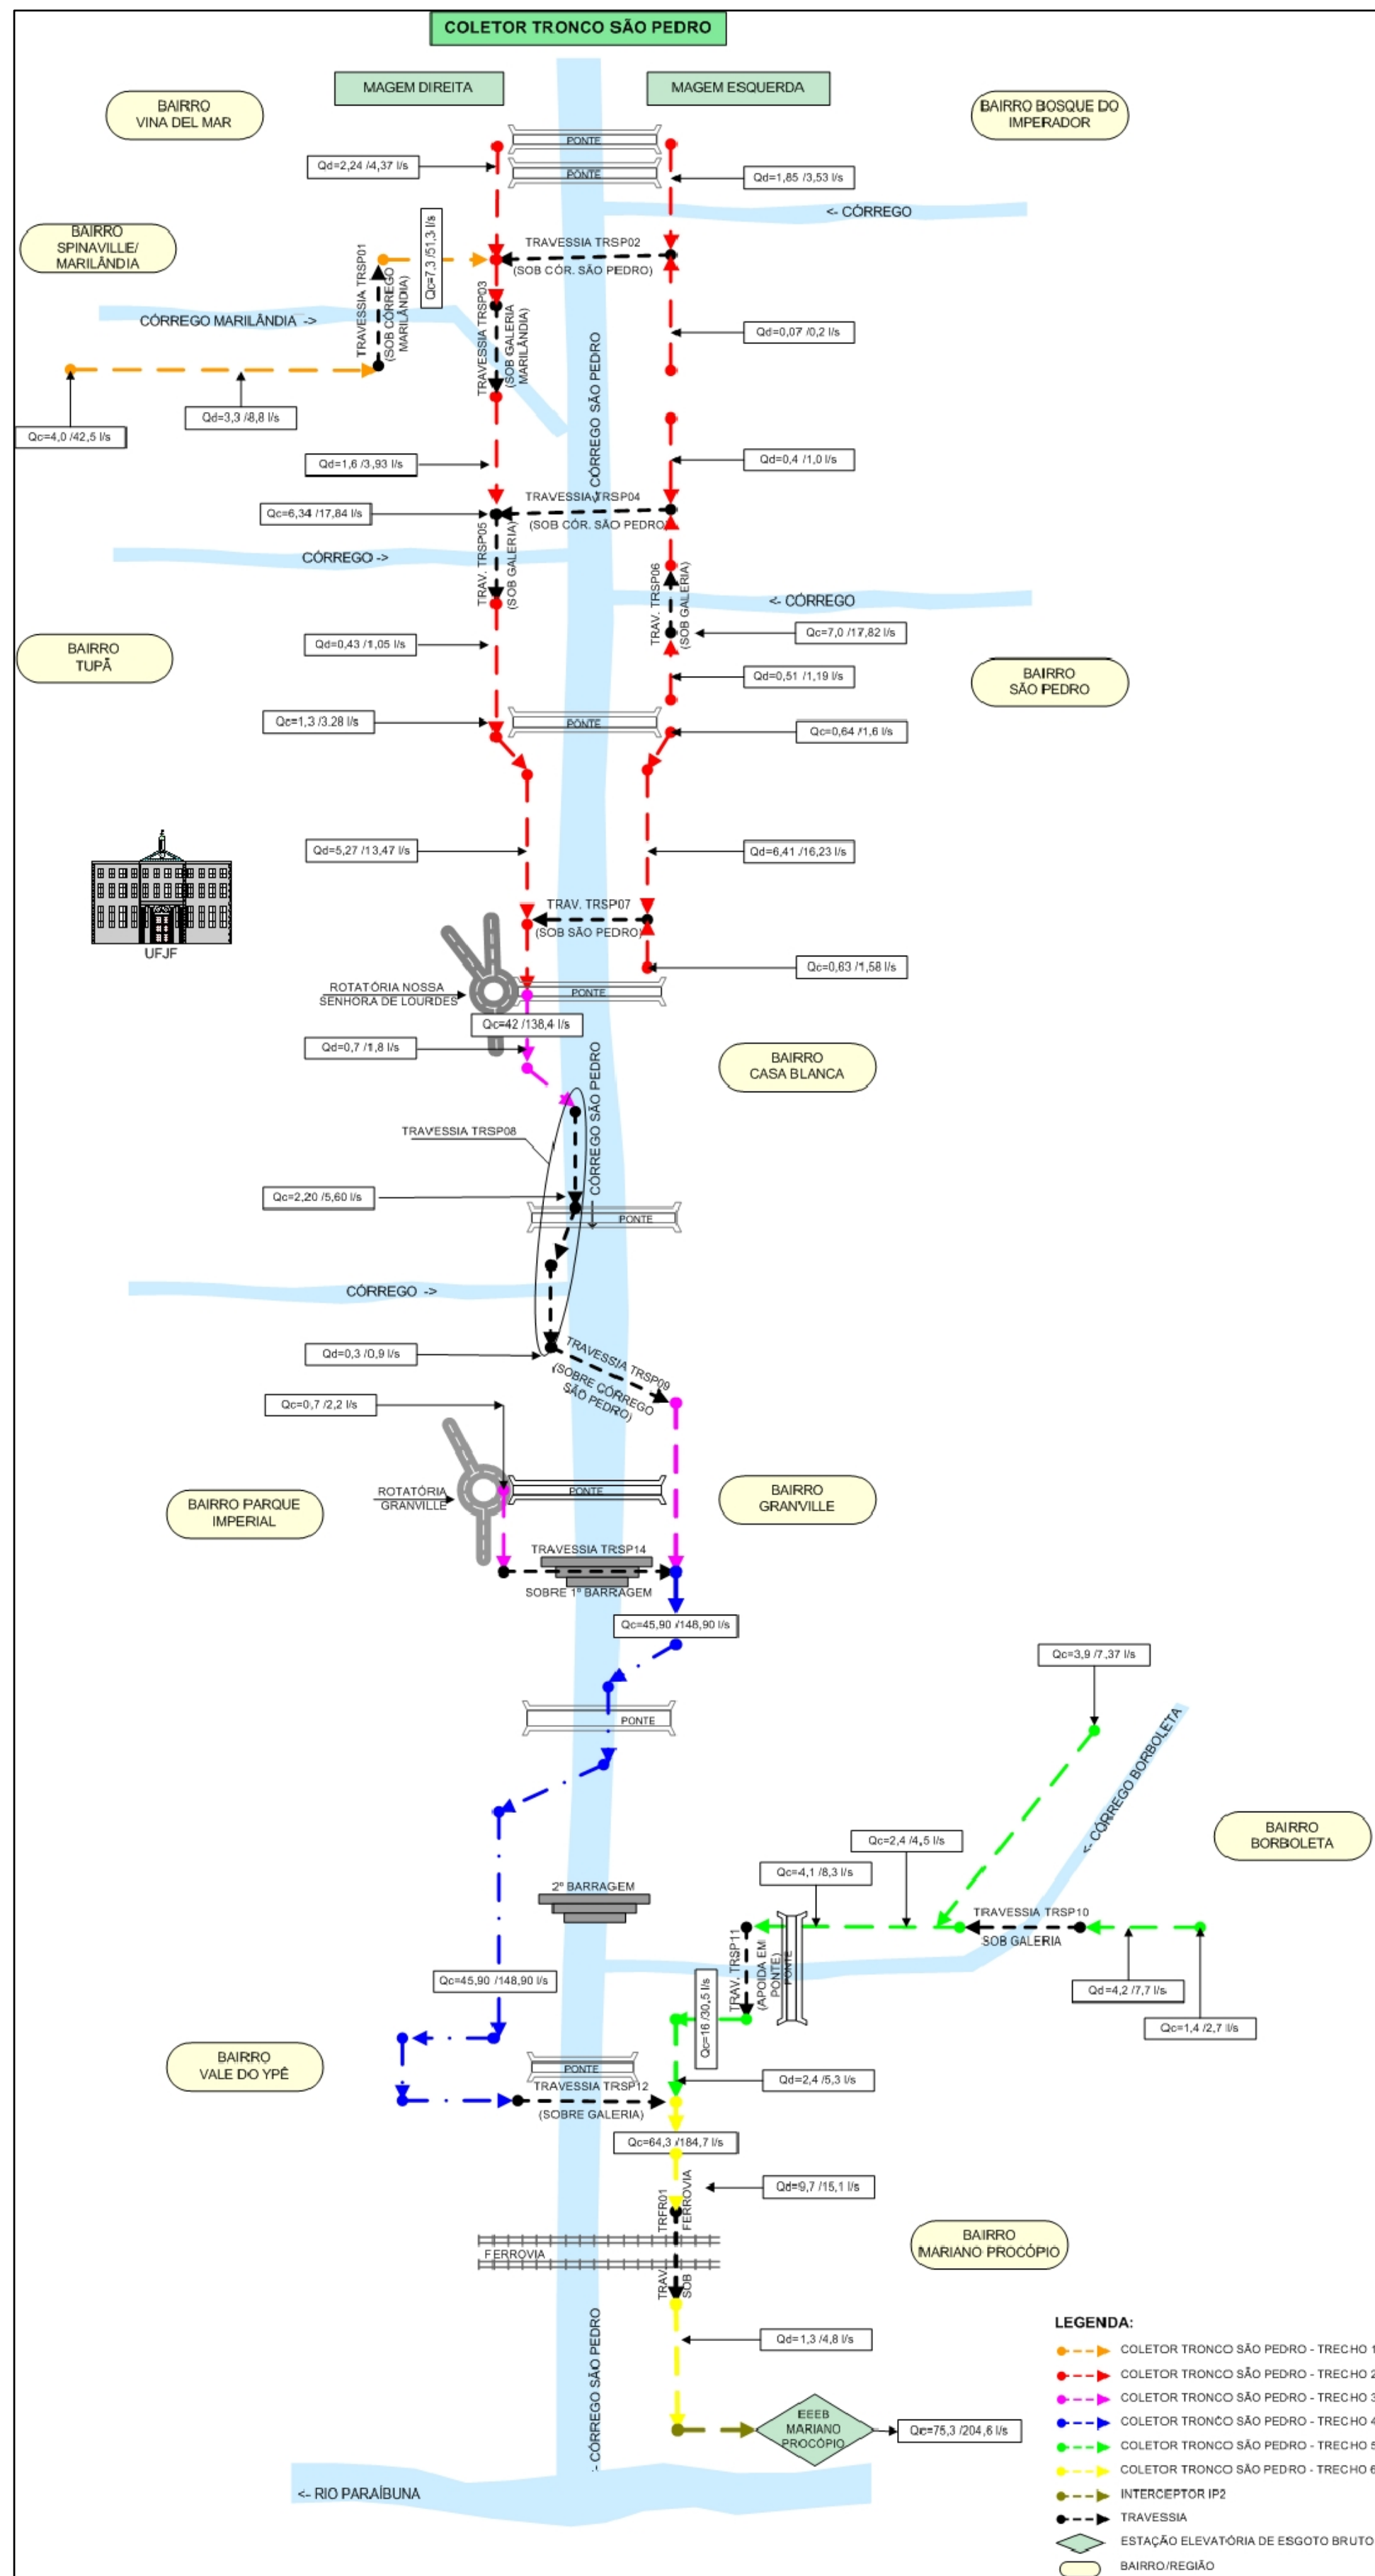 COLETOR TRONCO SÃO PEDRO
MAGEM DIREITA
MAGEM ESQUERDA
BAIRRO
VINA DEL MAR
BAIRRO BOSQUE DO
IMPERADOR
PONTE
PONTE
Qd=2,24 /4,37 l/s
Qd=1,85 /3,53 l/s
<- CÓRREGO
BAIRRO
SPINAVILLE/
MARILÂNDIA
TRAVESSIA TRSP01
(SOB CÓRREGO
MARILÂNDIA)
Qc=7,3 /51,3 l/s
TRAVESSIA TRSP02
(SOB CÓR. SÃO PEDRO)
CÓRREGO MARILÂNDIA ->
TRAVESSIA TRSP03
(SOB GALERIA
MARILÂNDIA)
<- CÓRREGO SÃO PEDRO
Qd=0,07 /0,2 l/s
Qd=3,3 /8,8 l/s
Qc=4,0 /42,5 l/s
Qd=1,6 /3,93 l/s
Qd=0,4 /1,0 l/s
TRAVESSIA TRSP04
(SOB CÓR. SÃO PEDRO)
Qc=6,34 /17,84 l/s
TRAV. TRSP05
(SOB GALERIA)
CÓRREGO ->
TRAV. TRSP06
(SOB GALERIA)
<- CÓRREGO
Qc=7,0 /17,82 l/s
BAIRRO
TUPÃ
Qd=0,43 /1,05 l/s
Qd=0,51 /1,19 l/s
BAIRRO
SÃO PEDRO
Qc=1,3 /3,28 l/s
PONTE
Qc=0,64 /1,6 l/s
Qd=5,27 /13,47 l/s
Qd=6,41 /16,23 l/s
UFJF
TRAV. TRSP07
(SOB SÃO PEDRO)
Qc=0,63 /1,58 l/s
ROTATÓRIA NOSSA
SENHORA DE LOURDES
PONTE
Qc=42 /138,4 l/s
Qd=0,7 /1,8 l/s
BAIRRO
CASA BLANCA
CÓRREGO SÃO PEDRO
TRAVESSIA TRSP08
Qc=2,20 /5,60 l/s
PONTE
CÓRREGO ->
Qd=0,3 /0,9 l/s
TRAVESSIA TRSP09
(SOBRE CÓRREGO
SÃO PEDRO)
Qc=0,7 /2,2 l/s
ROTATÓRIA
GRANVILLE
PONTE
BAIRRO PARQUE
IMPERIAL
BAIRRO
GRANVILLE
TRAVESSIA TRSP14
SOBRE 1ª BARRAGEM
Qc=45,90 /148,90 l/s
PONTE
Qc=3,9 /7,37 l/s
<- CÓRREGO BORBOLETA
BAIRRO
BORBOLETA
Qc=2,4 /4,5 l/s
Qc=4,1 /8,3 l/s
2ª BARRAGEM
TRAVESSIA TRSP10
SOB GALERIA
TRAV. TRSP11
(APOIDA EM
PONTE)
PONTE
Qc=45,90 /148,90 l/s
Qc=16 /30,5 l/s
Qd=4,2 /7,7 l/s
Qc=1,4 /2,7 l/s
BAIRRO
VALE DO YPÊ
PONTE
TRAVESSIA TRSP12
(SOBRE GALERIA)
Qd=2,4 /5,3 l/s
Qc=64,3 /184,7 l/s
Qd=9,7 /15,1 l/s
TRAV. TRFR01
SOB FERROVIA
FERROVIA
BAIRRO
MARIANO PROCÓPIO
<- CÓRREGO SÃO PEDRO
Qd=1,3 /4,8 l/s
EEEB
MARIANO
PROCÓPIO
Qc=75,3 /204,6 l/s
<- RIO PARAÍBUNA
LEGENDA:
COLETOR TRONCO SÃO PEDRO - TRECHO 1
COLETOR TRONCO SÃO PEDRO - TRECHO 2
COLETOR TRONCO SÃO PEDRO - TRECHO 3
COLETOR TRONCO SÃO PEDRO - TRECHO 4
COLETOR TRONCO SÃO PEDRO - TRECHO 5
COLETOR TRONCO SÃO PEDRO - TRECHO 6
INTERCEPTOR IP2
TRAVESSIA
ESTAÇÃO ELEVATÓRIA DE ESGOTO BRUTO
BAIRRO/REGIÃO